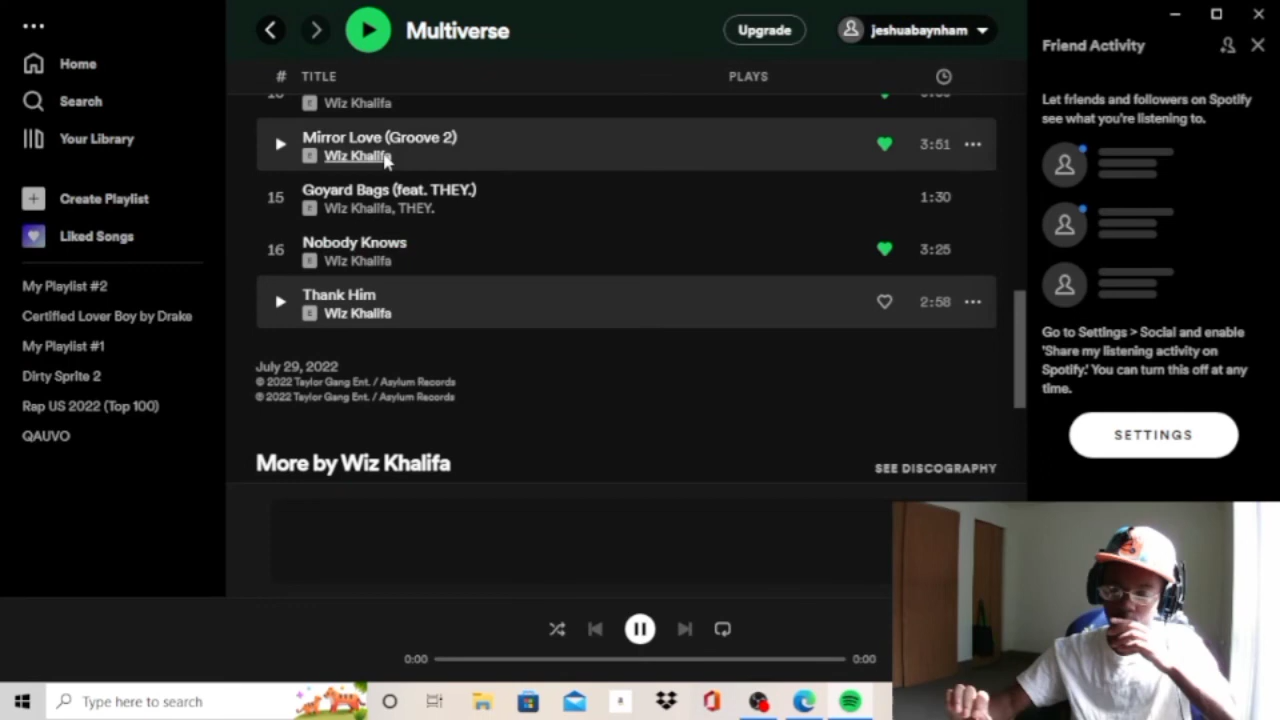 Home
Search
Your Library
Create Playlist
Liked Songs
My Playlist #2
Certified Lover Boy by Drake
My Playlist #1
Dirty Sprite 2
Rap US 2022 (Top 100)
QAUVO
Multiverse
Upgrade
jeshuabaynham
# TITLE PLAYS
E Wiz Khalifa
Mirror Love (Groove 2)
E Wiz Khalifa 3:51
15 Goyard Bags (feat. THEY.) 1:30
E Wiz Khalifa, THEY.
16 Nobody Knows 3:25
E Wiz Khalifa
Thank Him 2:58
E Wiz Khalifa
July 29, 2022
© 2022 Taylor Gang Ent. / Asylum Records
℗ 2022 Taylor Gang Ent. / Asylum Records
More by Wiz Khalifa SEE DISCOGRAPHY
Friend Activity
Let friends and followers on Spotify
see what you're listening to.
Go to Settings > Social and enable
'Share my listening activity on
Spotify.' You can turn this off at any
time.
SETTINGS
0:00 0:00
Type here to search